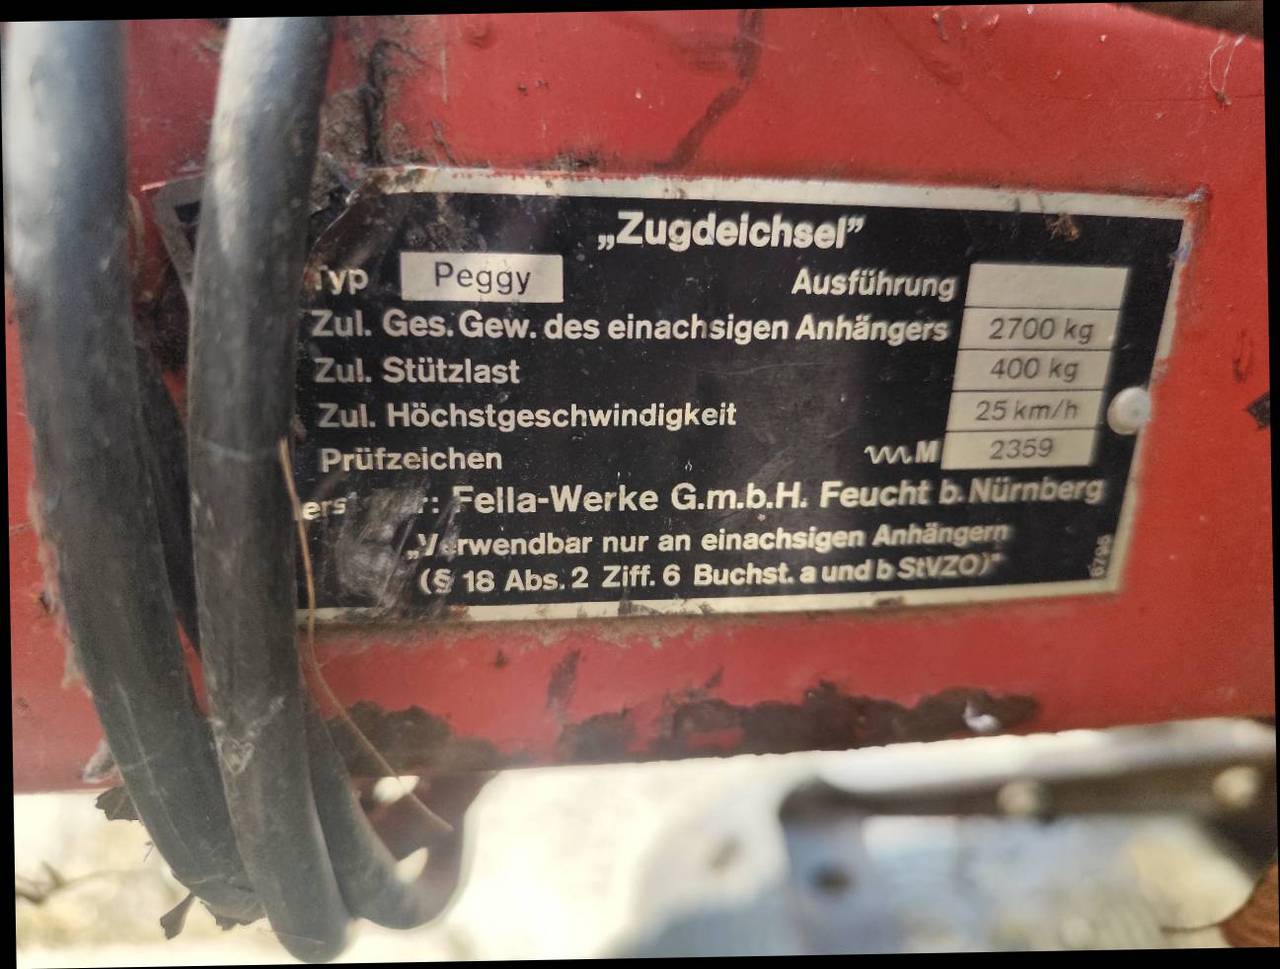 „Zugdeichsel”
Typ Peggy Ausführung
Zul. Ges. Gew. des einachsigen Anhängers 2700 kg
Zul. Stützlast 400 kg
Zul. Höchstgeschwindigkeit 25 km/h
Prüfzeichen M 2359
Fella-Werke G.m.b.H. Feucht b. Nürnberg
„Verwendbar nur an einachsigen Anhängern
(§ 18 Abs. 2 Ziff. 6 Buchst. a und b StVZO)"